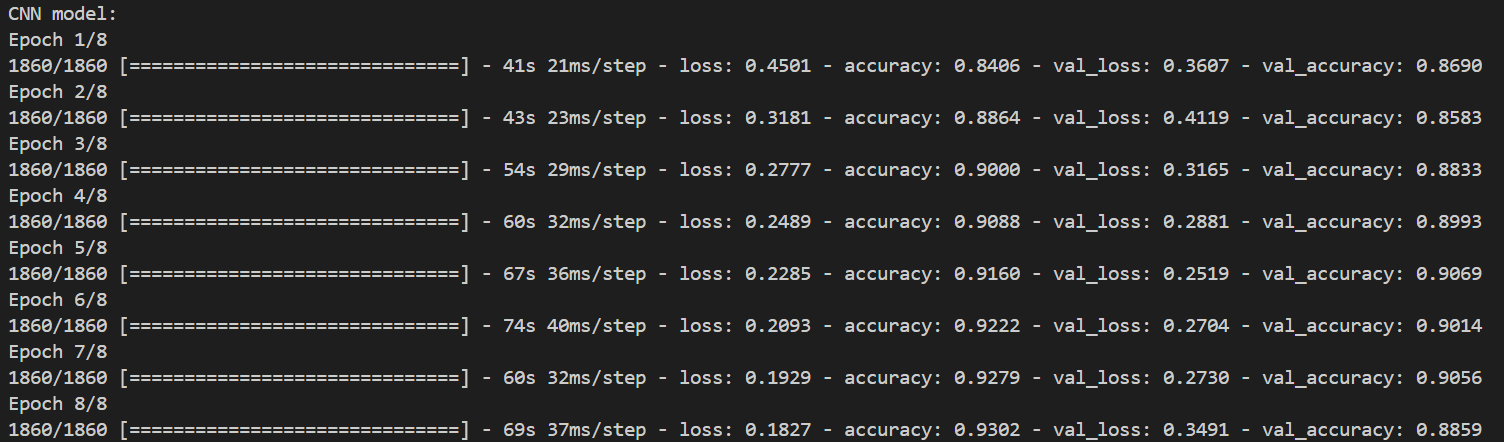 CNN model:
Epoch 1/8
1860/1860 [==============================] - 41s 21ms/step - loss: 0.4501 - accuracy: 0.8406 - val_loss: 0.3607 - val_accuracy: 0.8690
Epoch 2/8
1860/1860 [==============================] - 43s 23ms/step - loss: 0.3181 - accuracy: 0.8864 - val_loss: 0.4119 - val_accuracy: 0.8583
Epoch 3/8
1860/1860 [==============================] - 54s 29ms/step - loss: 0.2777 - accuracy: 0.9000 - val_loss: 0.3165 - val_accuracy: 0.8833
Epoch 4/8
1860/1860 [==============================] - 60s 32ms/step - loss: 0.2489 - accuracy: 0.9088 - val_loss: 0.2881 - val_accuracy: 0.8993
Epoch 5/8
1860/1860 [==============================] - 67s 36ms/step - loss: 0.2285 - accuracy: 0.9160 - val_loss: 0.2519 - val_accuracy: 0.9069
Epoch 6/8
1860/1860 [==============================] - 74s 40ms/step - loss: 0.2093 - accuracy: 0.9222 - val_loss: 0.2704 - val_accuracy: 0.9014
Epoch 7/8
1860/1860 [==============================] - 60s 32ms/step - loss: 0.1929 - accuracy: 0.9279 - val_loss: 0.2730 - val_accuracy: 0.9056
Epoch 8/8
1860/1860 [==============================] - 69s 37ms/step - loss: 0.1827 - accuracy: 0.9302 - val_loss: 0.3491 - val_accuracy: 0.8859